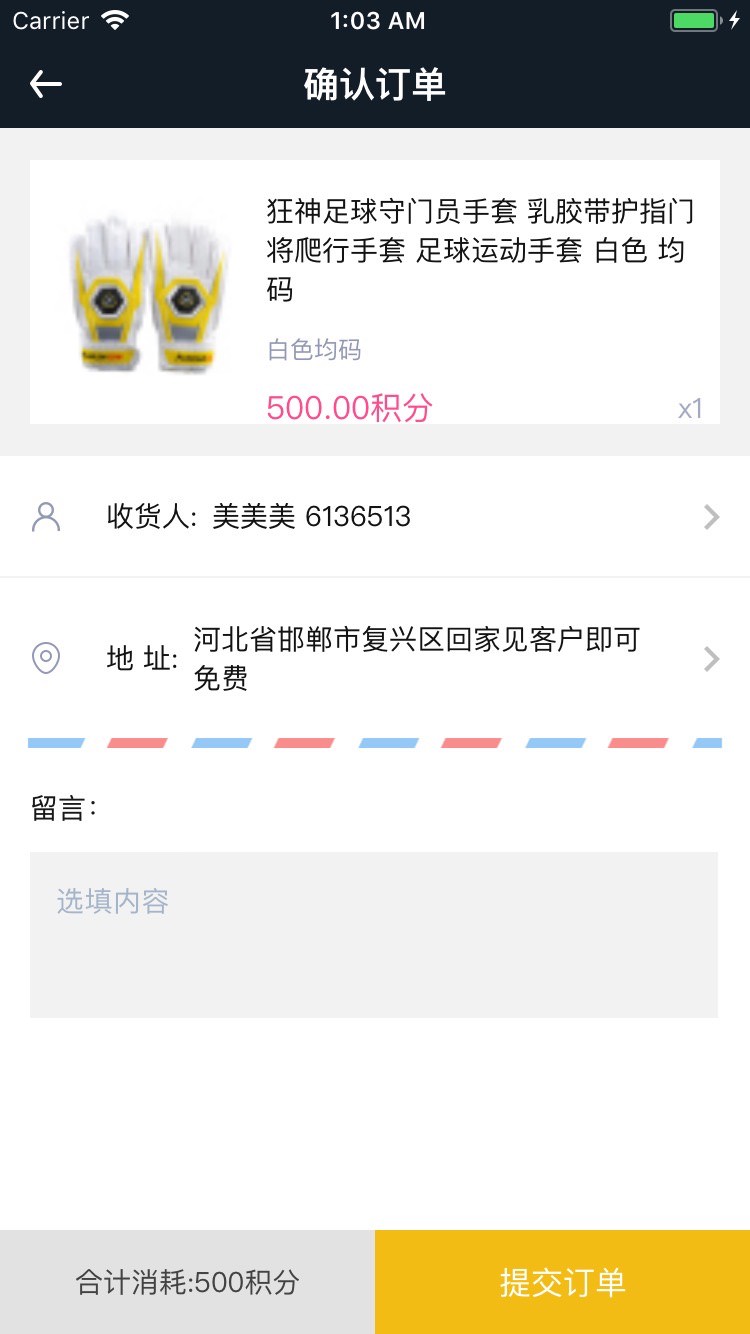 Carrier
1:03 AM
确认订单
狂神足球守门员手套 乳胶带护指门
将爬行手套 足球运动手套 白色 均
码
白色均码
500.00积分
x1
收货人: 美美美 6136513
地 址: 河北省邯郸市复兴区回家见客户即可
免费
留言:
选填内容
合计消耗:500积分
提交订单